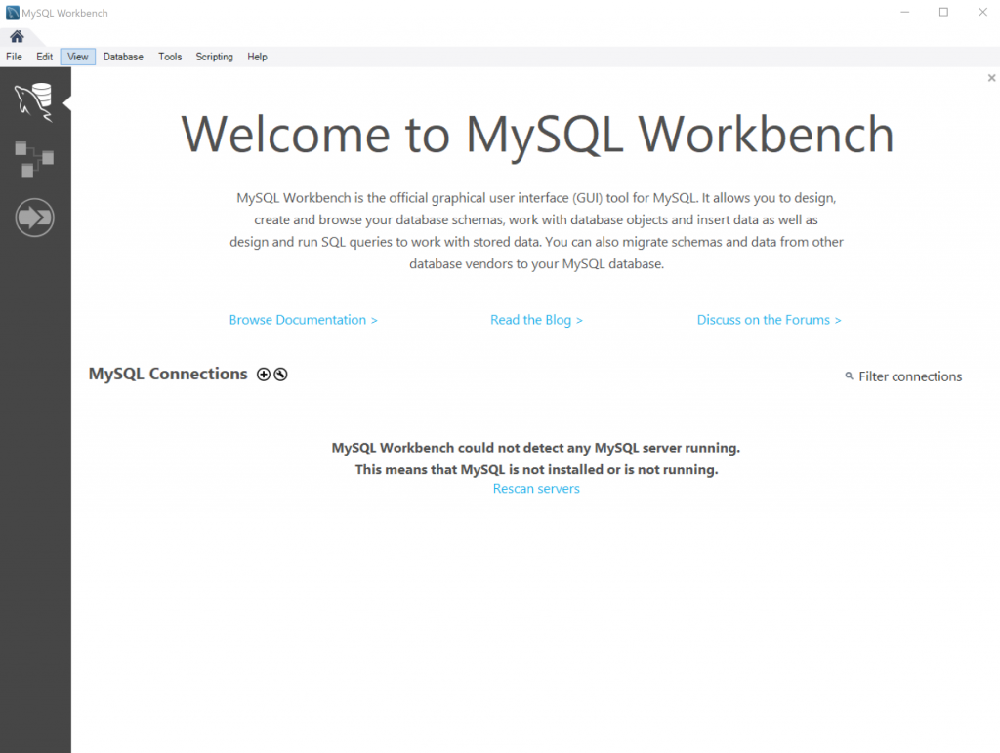 MySQL Workbench
File Edit View Database Tools Scripting Help
Welcome to MySQL Workbench
MySQL Workbench is the official graphical user interface (GUI) tool for MySQL. It allows you to design,
create and browse your database schemas, work with database objects and insert data as well as
design and run SQL queries to work with stored data. You can also migrate schemas and data from other
database vendors to your MySQL database.
Browse Documentation > Read the Blog > Discuss on the Forums >
MySQL Connections Filter connections
MySQL Workbench could not detect any MySQL server running.
This means that MySQL is not installed or is not running.
Rescan servers